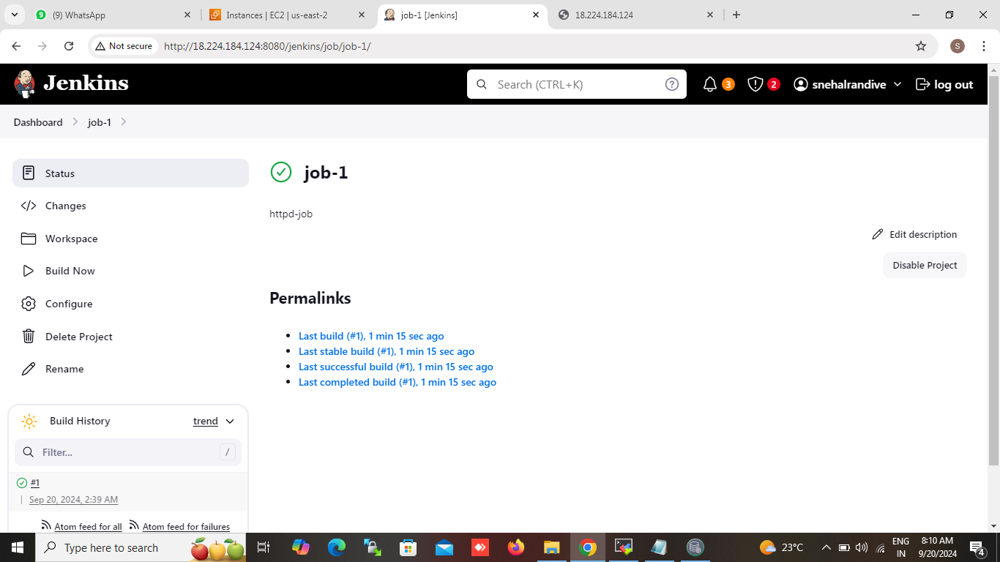 9
(9) WhatsApp
Instances | EC2 | us-east-2
job-1 [Jenkins]
18.224.184.124
Not secure
http://18.224.184.124:8080/jenkins/job/job-1/
S
Jenkins
Search (CTRL+K)
?
3
2
snehalrandive
log out
Dashboard
job-1
Status
Changes
Workspace
Build Now
Configure
Delete Project
Rename
job-1
httpd-job
Edit description
Disable Project
Permalinks
Last build (#1), 1 min 15 sec ago
Last stable build (#1), 1 min 15 sec ago
Last successful build (#1), 1 min 15 sec ago
Last completed build (#1), 1 min 15 sec ago
Build History
trend
Filter...
/
#1
Sep 20, 2024, 2:39 AM
Atom feed for all
Atom feed for failures
Type here to search
23°C
ENG
IN
8:10 AM
9/20/2024
4